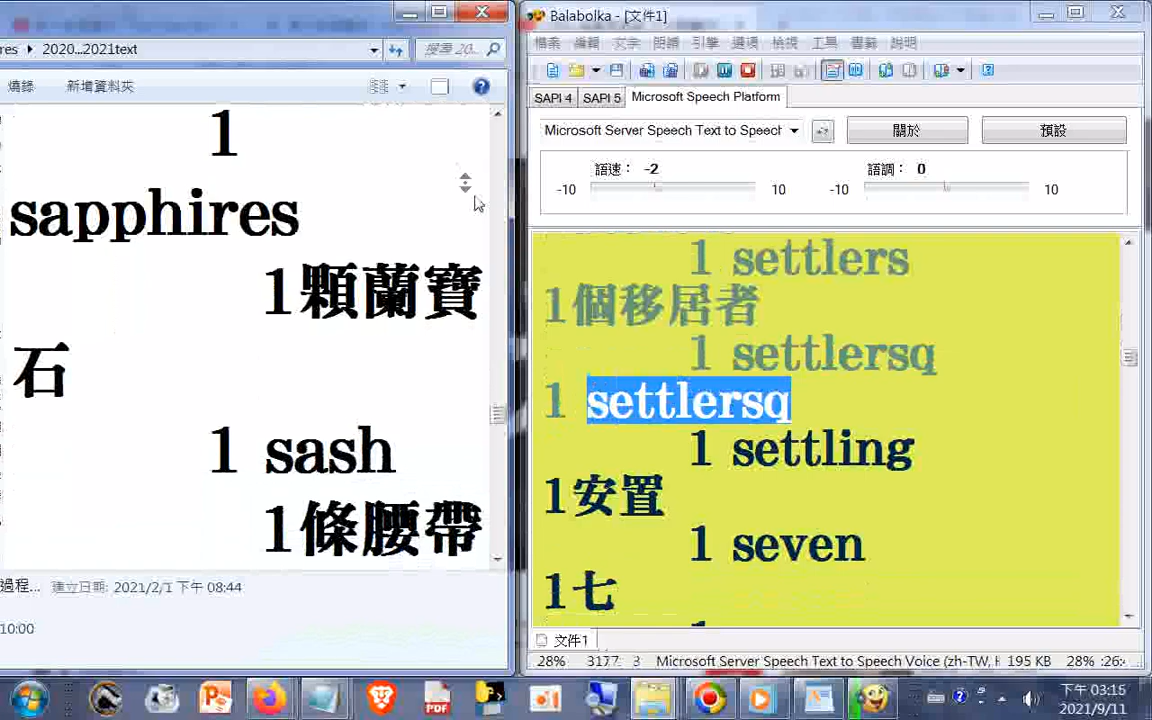 res ▸ 2020...2021text
搜尋 20...
燒錄 新增資料夾
1
sapphires
1顆蘭寶
石
1 sash
1條腰帶
過程... 建立日期: 2021/2/1 下午 08:44
10:00
Balabolka - [文件1]
檔案 編輯 文字 朗讀 引擎 選項 檢視 工具 書籤 說明
SAPI 4 SAPI 5 Microsoft Speech Platform
Microsoft Server Speech Text to Speech 關於 預設
語速： -2 語調： 0
-10 10 -10 10
1 settlers
1個移居者
1 settlersq
1 settlersq
1 settling
1安置
1 seven
1七
文件1
28% 3177 3 Microsoft Server Speech Text to Speech Voice (zh-TW, 195 KB 28%
下午 03:15
2021/9/11